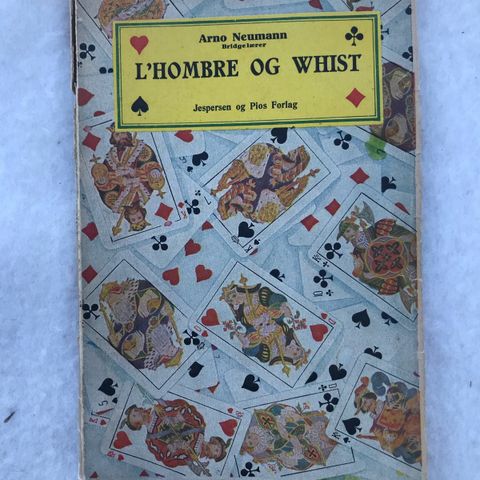 Arno Neumann
Bridgelærer
L'HOMBRE OG WHIST
Jespersen og Pios Forlag